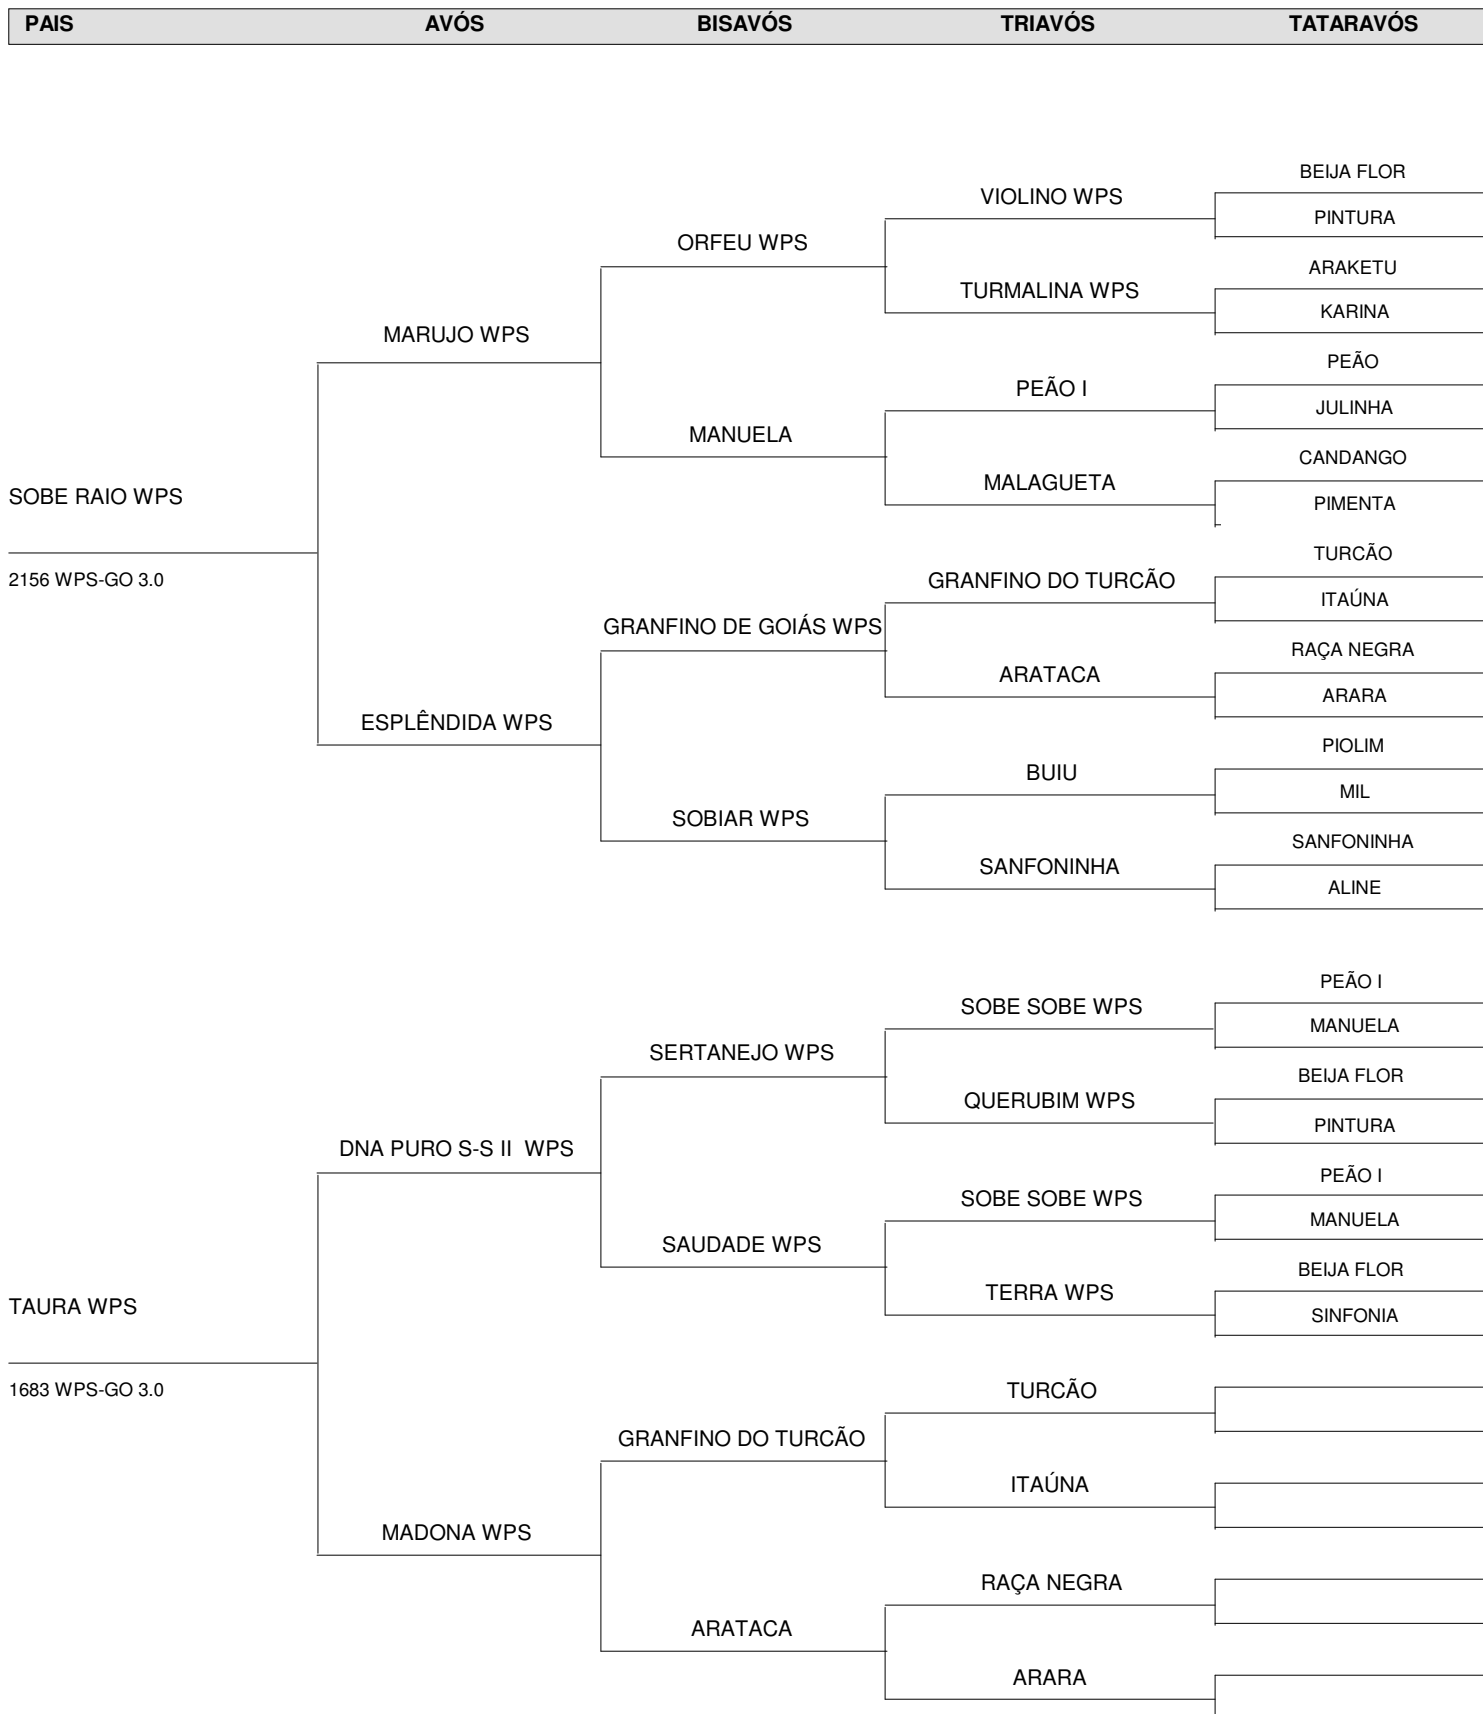 PAIS AVÓS BISAVÓS TRIAVÓS TATARAVÓS
BEIJA FLOR
VIOLINO WPS
PINTURA
ORFEU WPS
ARAKETU
TURMALINA WPS
KARINA
MARUJO WPS
PEÃO
PEÃO I
JULINHA
MANUELA
CANDANGO
MALAGUETA
SOBE RAIO WPS
PIMENTA
TURCÃO
2156 WPS-GO 3.0
GRANFINO DO TURCÃO
ITAÚNA
GRANFINO DE GOIÁS WPS
RAÇA NEGRA
ARATACA
ARARA
ESPLÊNDIDA WPS
PIOLIM
BUIU
MIL
SOBIAR WPS
SANFONINHA
SANFONINHA
ALINE
PEÃO I
SOBE SOBE WPS
MANUELA
SERTANEJO WPS
BEIJA FLOR
QUERUBIM WPS
PINTURA
DNA PURO S-S II WPS
PEÃO I
SOBE SOBE WPS
MANUELA
SAUDADE WPS
BEIJA FLOR
TERRA WPS
TAURA WPS
SINFONIA
1683 WPS-GO 3.0
TURCÃO
GRANFINO DO TURCÃO
ITAÚNA
MADONA WPS
RAÇA NEGRA
ARATACA
ARARA